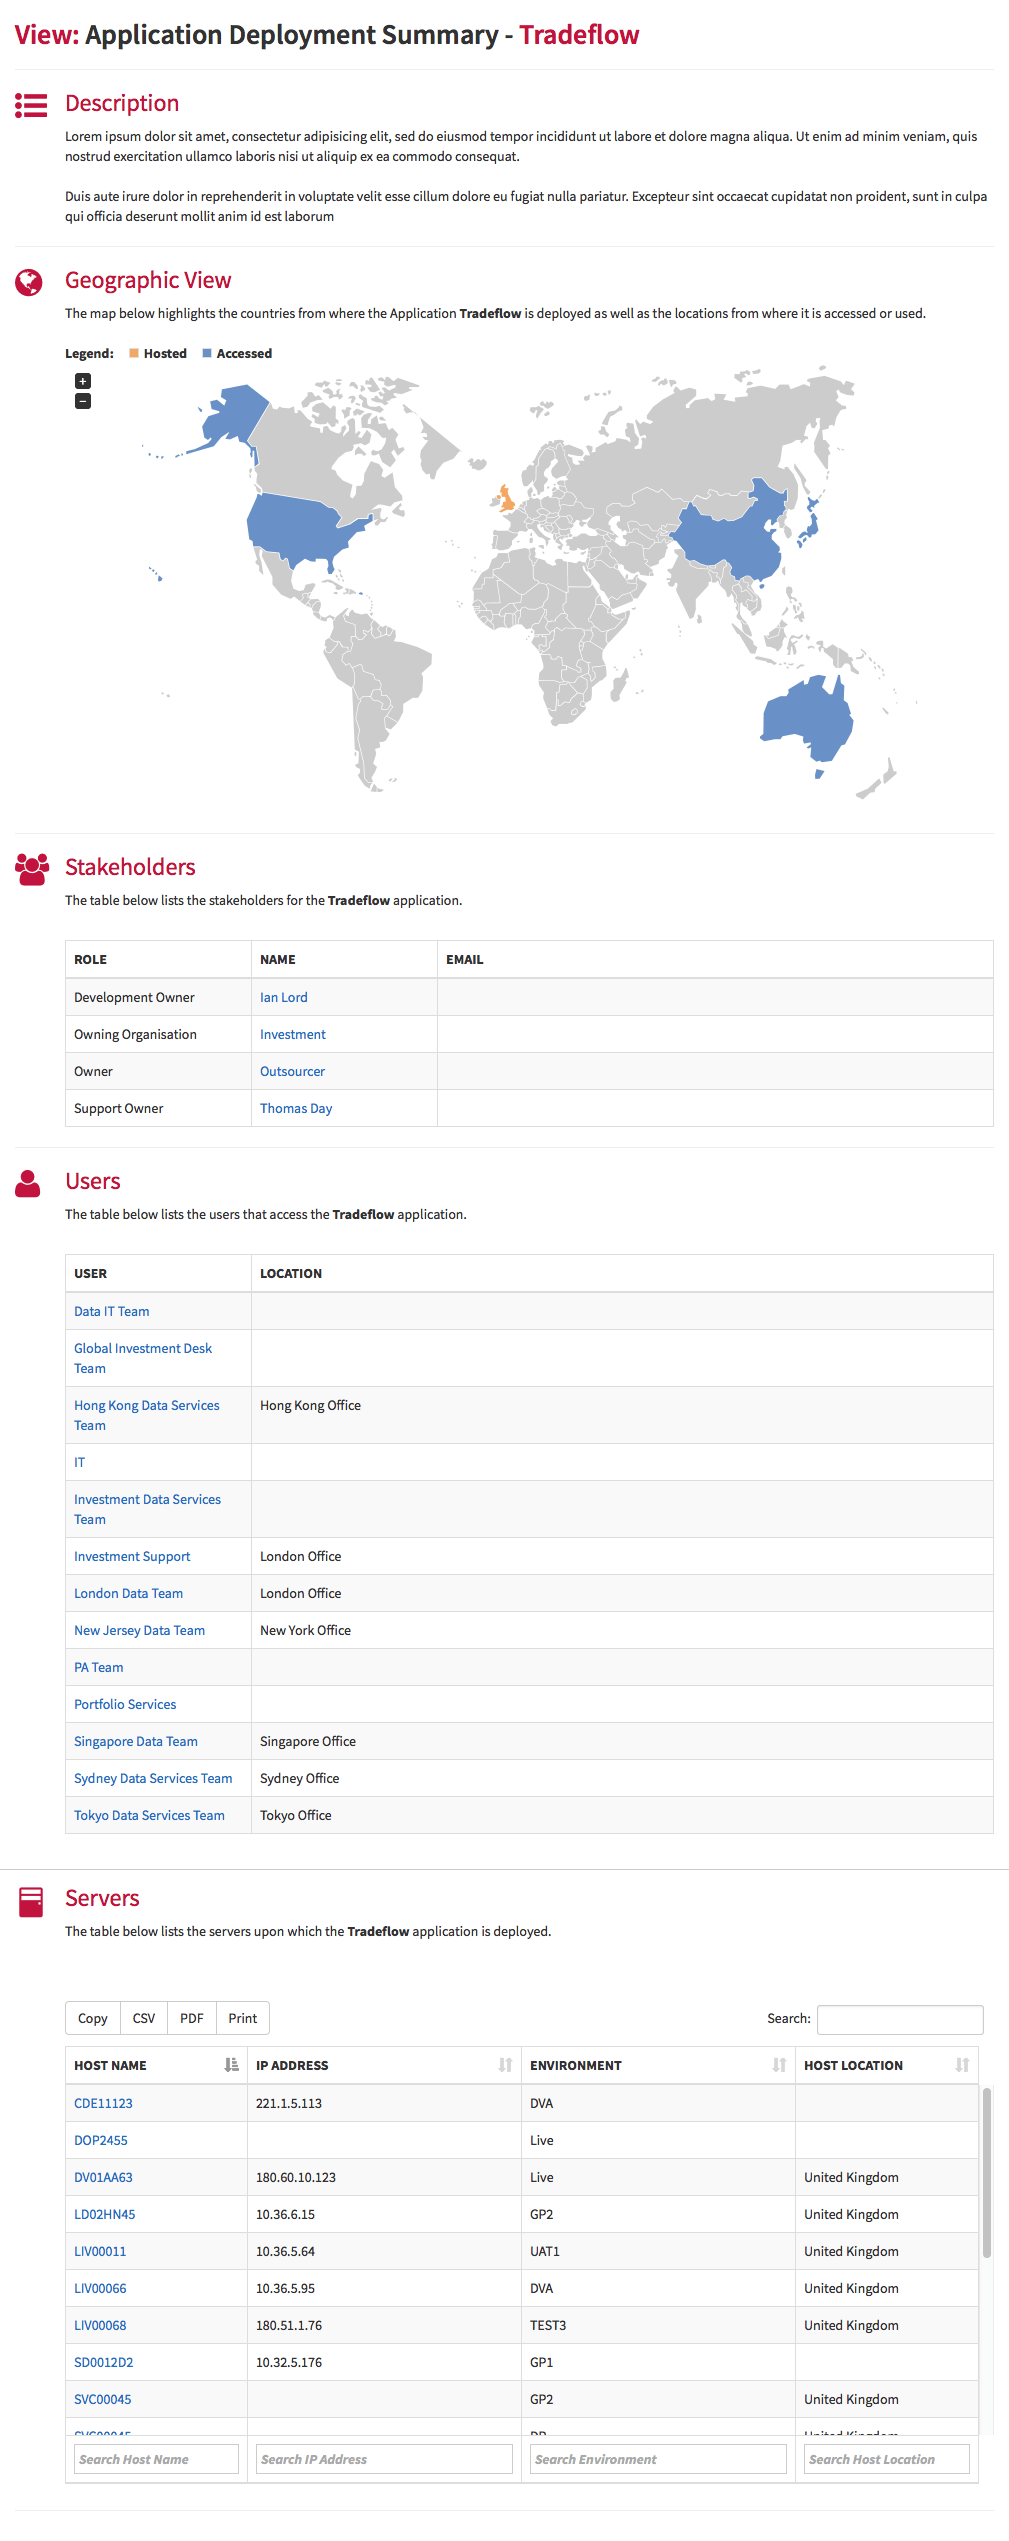 View: Application Deployment Summary - Tradeflow
Description
Lorem ipsum dolor sit amet, consectetur adipisicing elit, sed do eiusmod tempor incididunt ut labore et dolore magna aliqua. Ut enim ad minim veniam, quis
nostrud exercitation ullamco laboris nisi ut aliquip ex ea commodo consequat.
Duis aute irure dolor in reprehenderit in voluptate velit esse cillum dolore eu fugiat nulla pariatur. Excepteur sint occaecat cupidatat non proident, sunt in culpa
qui officia deserunt mollit anim id est laborum
Geographic View
The map below highlights the countries from where the Application Tradeflow is deployed as well as the locations from where it is accessed or used.
Legend: Hosted Accessed
+
−
Stakeholders
The table below lists the stakeholders for the Tradeflow application.
ROLE NAME EMAIL
Development Owner Ian Lord
Owning Organisation Investment
Owner Outsourcer
Support Owner Thomas Day
Users
The table below lists the users that access the Tradeflow application.
USER LOCATION
Data IT Team
Global Investment Desk
Team
Hong Kong Data Services Hong Kong Office
Team
IT
Investment Data Services
Team
Investment Support London Office
London Data Team London Office
New Jersey Data Team New York Office
PA Team
Portfolio Services
Singapore Data Team Singapore Office
Sydney Data Services Team Sydney Office
Tokyo Data Services Team Tokyo Office
Servers
The table below lists the servers upon which the Tradeflow application is deployed.
Copy CSV PDF Print Search:
HOST NAME IP ADDRESS ENVIRONMENT HOST LOCATION
CDE11123 221.1.5.113 DVA
DOP2455 Live
DV01AA63 180.60.10.123 Live United Kingdom
LD02HN45 10.36.6.15 GP2 United Kingdom
LIV00011 10.36.5.64 UAT1 United Kingdom
LIV00066 10.36.5.95 DVA United Kingdom
LIV00068 180.51.1.76 TEST3 United Kingdom
SD0012D2 10.32.5.176 GP1
SVC00045 GP2 United Kingdom
Search Host Name Search IP Address Search Environment Search Host Location